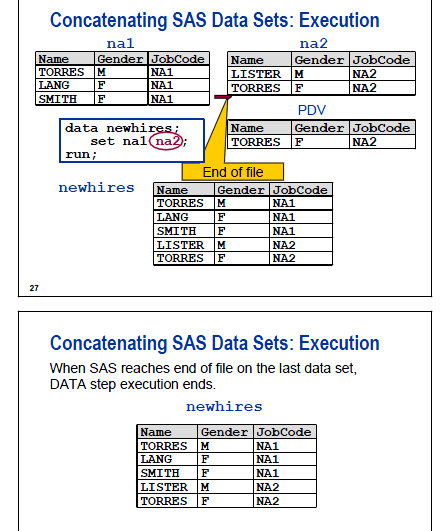 Concatenating SAS Data Sets: Execution
na1
Name Gender JobCode
TORRES M NA1
LANG F NA1
SMITH F NA1
na2
Name Gender JobCode
LISTER M NA2
TORRES F NA2
PDV
Name Gender JobCode
TORRES F NA2
data newhires;
set na1 na2;
run;
End of file
newhires
Name Gender JobCode
TORRES M NA1
LANG F NA1
SMITH F NA1
LISTER M NA2
TORRES F NA2
27
Concatenating SAS Data Sets: Execution
When SAS reaches end of file on the last data set,
DATA step execution ends.
newhires
Name Gender JobCode
TORRES M NA1
LANG F NA1
SMITH F NA1
LISTER M NA2
TORRES F NA2